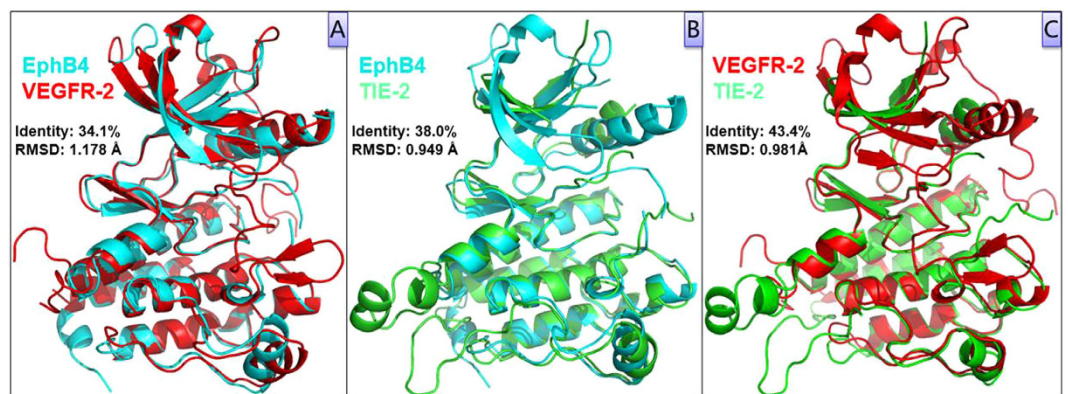 A
EphB4
VEGFR-2
Identity: 34.1%
RMSD: 1.178 Å
B
EphB4
TIE-2
Identity: 38.0%
RMSD: 0.949 Å
C
VEGFR-2
TIE-2
Identity: 43.4%
RMSD: 0.981Å